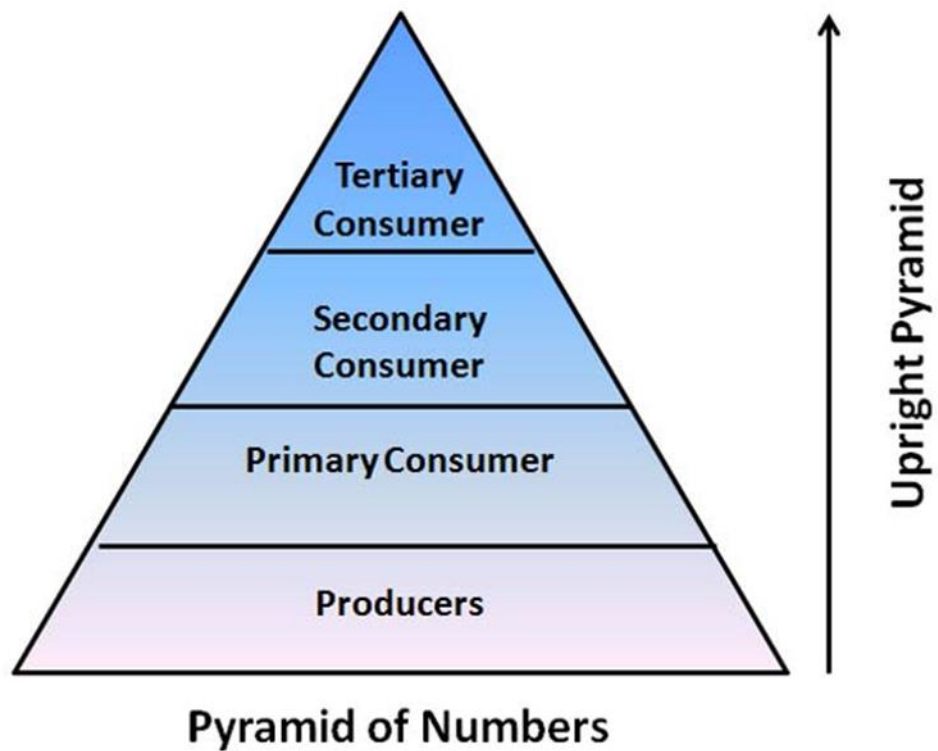 Tertiary
Consumer
Secondary
Consumer
Primary Consumer
Producers
Pyramid of Numbers
Upright Pyramid